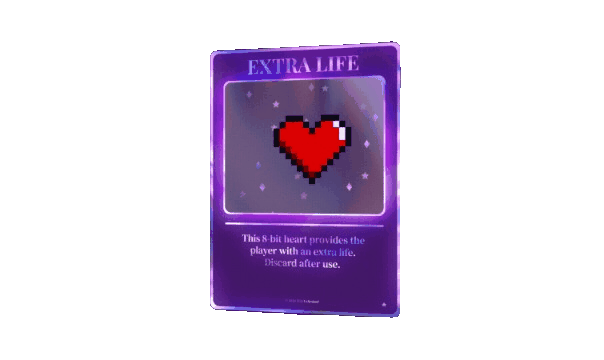 EXTRA LIFE
This 8-bit heart provides the
player with an extra life.
Discard after use.